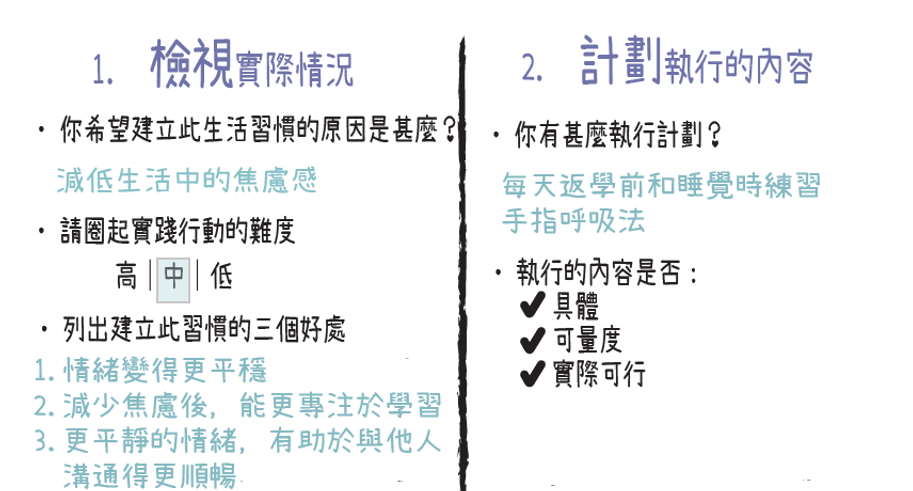 1. 檢視實際情況
• 你希望建立此生活習慣的原因是甚麼？
減低生活中的焦慮感
• 請圈起實踐行動的難度
高 | 中 | 低
• 列出建立此習慣的三個好處
1. 情緒變得更平穩
2. 減少焦慮後，能更專注於學習
3. 更平靜的情緒，有助於與他人
溝通得更順暢
2. 計劃執行的內容
• 你有甚麼執行計劃？
每天返學前和睡覺時練習
手指呼吸法
• 執行的內容是否：
✔ 具體
✔ 可量度
✔ 實際可行